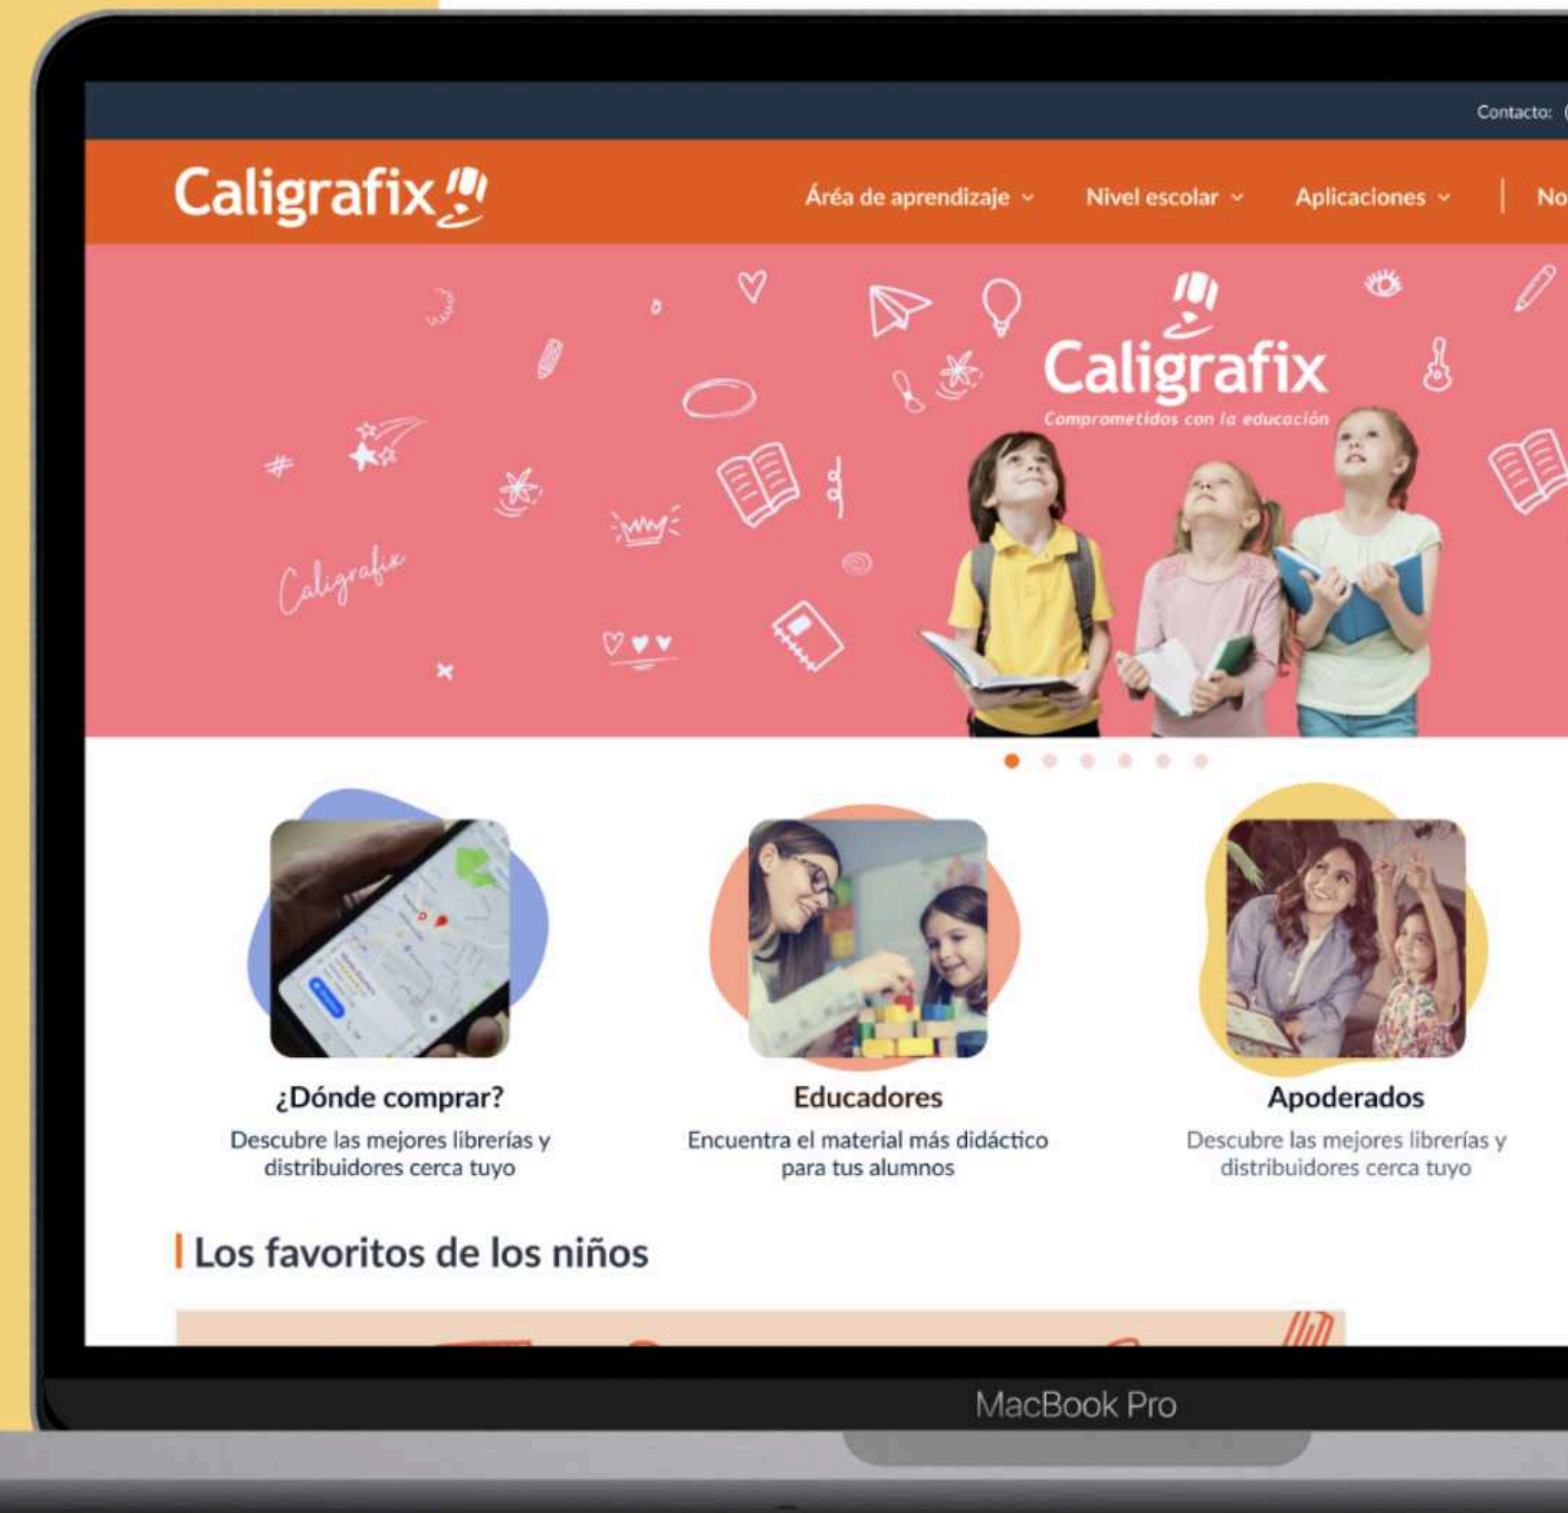 Contacto: (
Caligrafix
Áréa de aprendizaje
Nivel escolar
Aplicaciones
No
Caligrafix
Comprometidos con la educación
Caligrafix
¿Dónde comprar?
Descubre las mejores librerías y
distribuidores cerca tuyo
Educadores
Encuentra el material más didáctico
para tus alumnos
Apoderados
Descubre las mejores librerías y
distribuidores cerca tuyo
Los favoritos de los niños
MacBook Pro